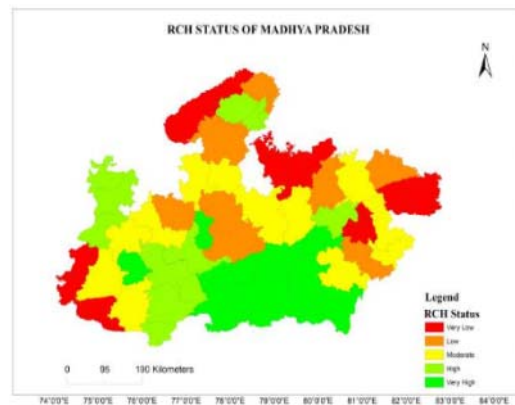 RCH STATUS OF MADHYA PRADESH
N
Legend
RCH Status
Very Low
Low
Moderate
High
Very High
0 95 190 Kilometers
74°0'0"E 75°0'0"E 76°0'0"E 77°0'0"E 78°0'0"E 79°0'0"E 80°0'0"E 81°0'0"E 82°0'0"E 83°0'0"E 84°0'0"E